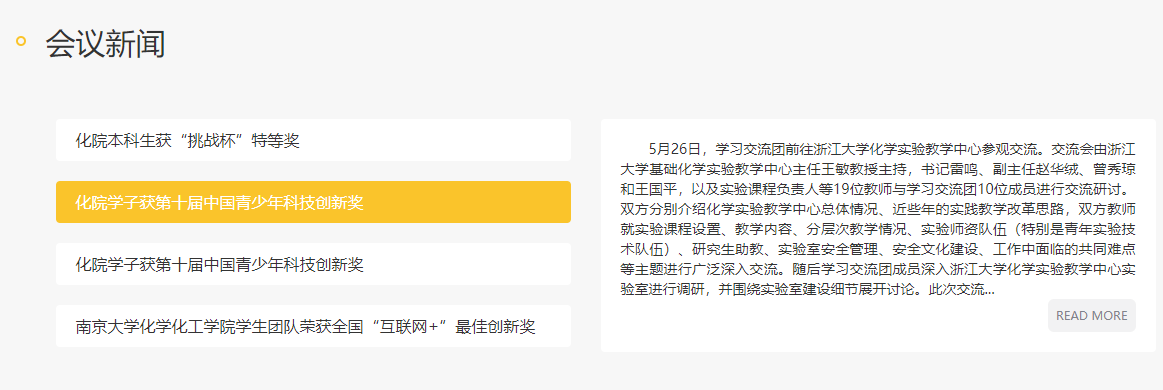 会议新闻
化院本科生获“挑战杯”特等奖
化院学子获第十届中国青少年科技创新奖
化院学子获第十届中国青少年科技创新奖
南京大学化学化工学院学生团队荣获全国“互联网+”最佳创新奖
5月26日，学习交流团前往浙江大学化学实验教学中心参观交流。交流会由浙江
大学基础化学实验教学中心主任王敏教授主持，书记雷鸣、副主任赵华绒、曾秀琼
和王国平，以及实验课程负责人等19位教师与学习交流团10位成员进行交流研讨。
双方分别介绍化学实验教学中心总体情况、近些年的实践教学改革思路，双方教师
就实验课程设置、教学内容、分层次教学情况、实验师资队伍（特别是青年实验技
术队伍）、研究生助教、实验室安全管理、安全文化建设、工作中面临的共同难点
等主题进行广泛深入交流。随后学习交流团成员深入浙江大学化学实验教学中心实
验室进行调研，并围绕实验室建设细节展开讨论。此次交流...
READ MORE